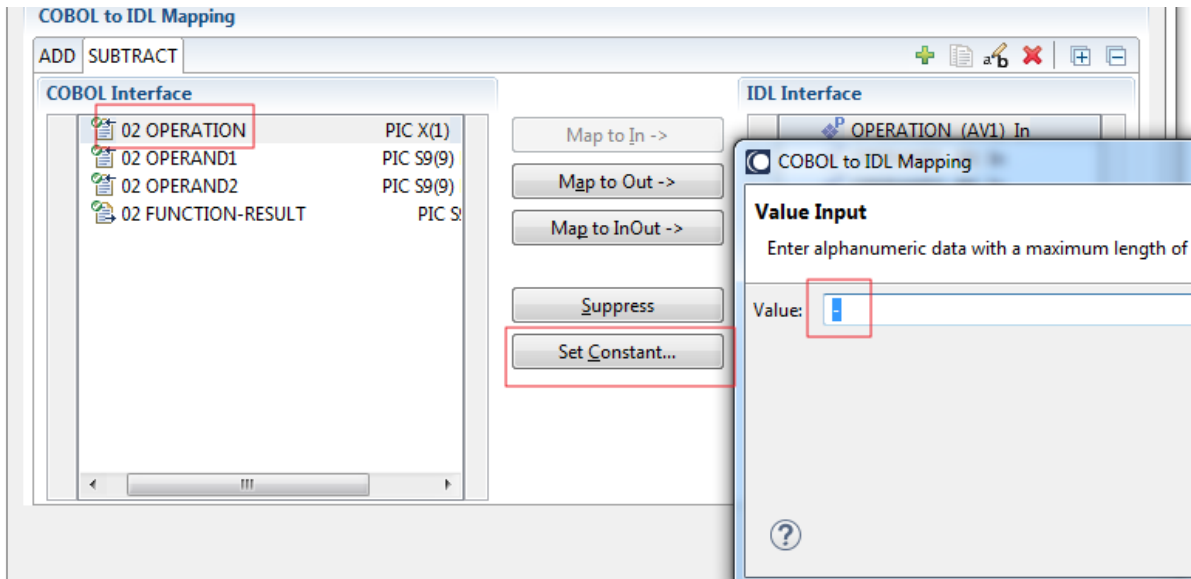 COBOL to IDL Mapping
ADD SUBTRACT
COBOL Interface
02 OPERATION PIC X(1)
02 OPERAND1 PIC S9(9)
02 OPERAND2 PIC S9(9)
02 FUNCTION-RESULT PIC S
Map to In ->
Map to Out ->
Map to InOut ->
Suppress
Set Constant...
IDL Interface
OPERATION (AV1) In
COBOL to IDL Mapping
Value Input
Enter alphanumeric data with a maximum length of
Value: -
?